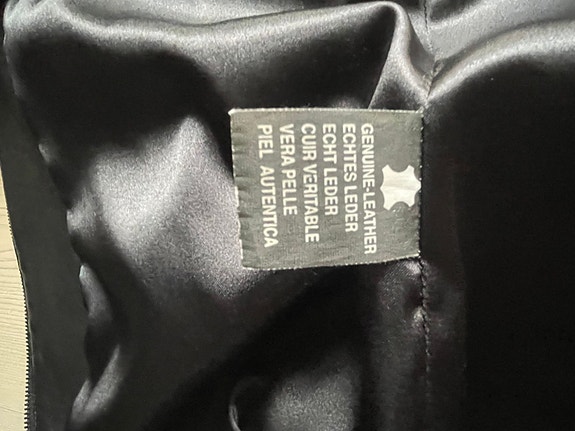 GENUINE-LEATHER
ECHTES LEDER
ECHT LEDER
CUIR VERITABLE
VERA PELLE
PIEL AUTENTICA